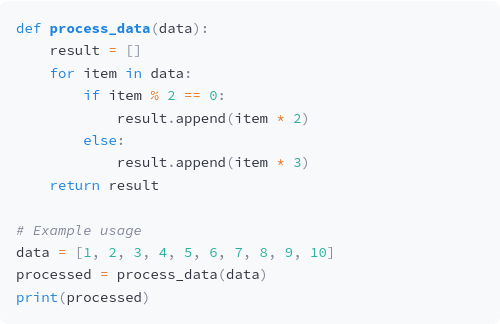 def process_data(data):
    result = []
    for item in data:
        if item % 2 == 0:
            result.append(item * 2)
        else:
            result.append(item * 3)
    return result

# Example usage
data = [1, 2, 3, 4, 5, 6, 7, 8, 9, 10]
processed = process_data(data)
print(processed)